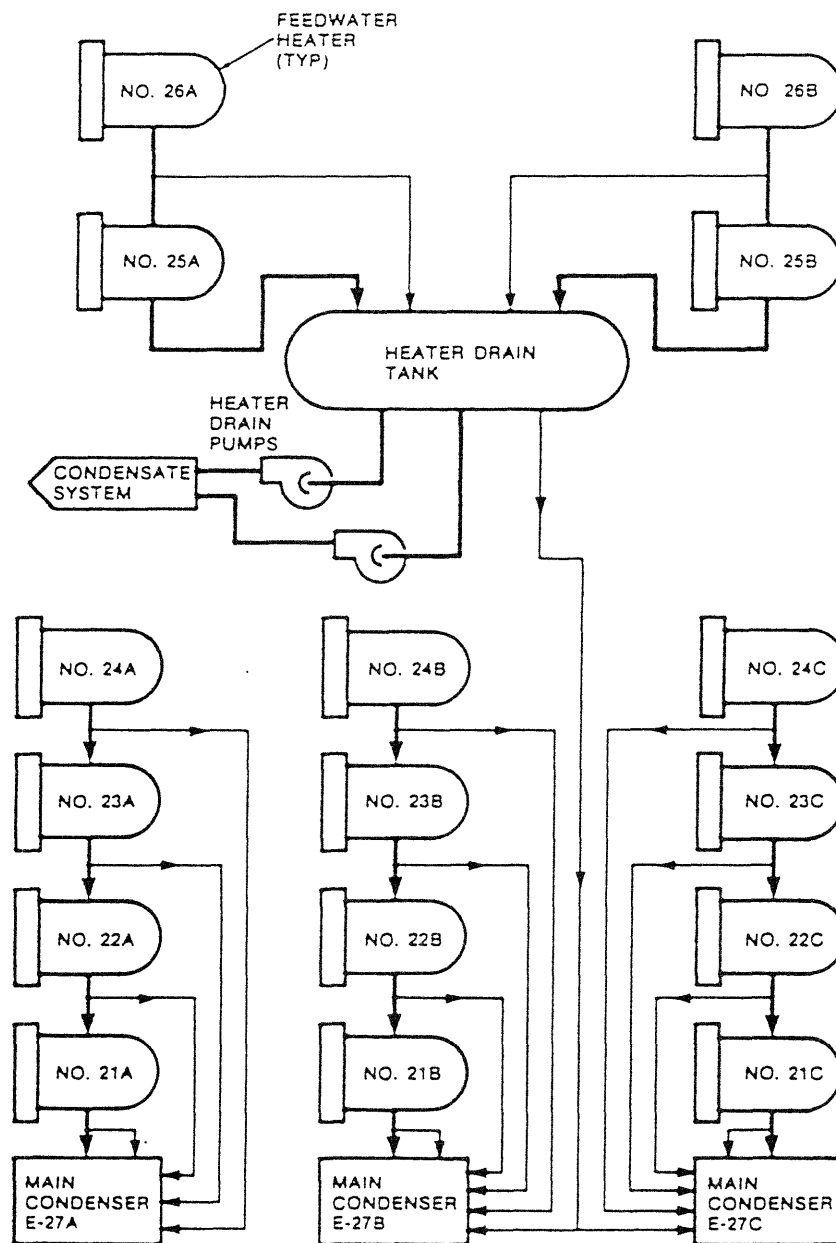 FEEDWATER
HEATER
(TYP)
NO. 26A
NO 26B
NO. 25A
NO. 25B
HEATER DRAIN
TANK
HEATER
DRAIN
PUMPS
CONDENSATE
SYSTEM
NO. 24A
NO. 24B
NO. 24C
NO. 23A
NO. 23B
NO. 23C
NO. 22A
NO. 22B
NO. 22C
NO. 21A
NO. 21B
NO. 21C
MAIN
CONDENSER
E-27A
MAIN
CONDENSER
E-27B
MAIN
CONDENSER
E-27C